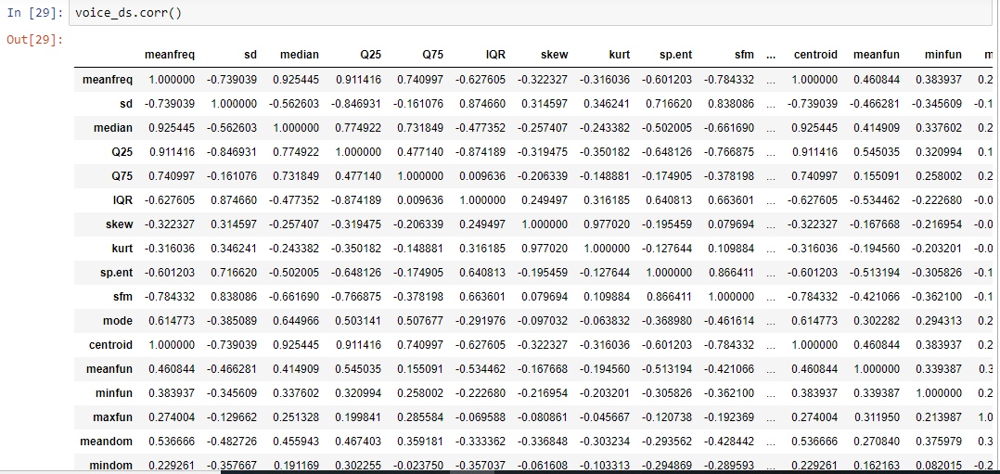 In [29]: voice_ds.corr()
Out[29]:
meanfreq sd median Q25 Q75 IQR skew kurt sp.ent sfm ... centroid meanfun minfun m
meanfreq 1.000000 -0.739039 0.925445 0.911416 0.740997 -0.627605 -0.322327 -0.316036 -0.601203 -0.784332 ... 1.000000 0.460844 0.383937 0.2
sd -0.739039 1.000000 -0.562603 -0.846931 -0.161076 0.874660 0.314597 0.346241 0.716620 0.838086 ... -0.739039 -0.466281 -0.345609 -0.1
median 0.925445 -0.562603 1.000000 0.774922 0.731849 -0.477352 -0.257407 -0.243382 -0.502005 -0.661690 ... 0.925445 0.414909 0.337602 0.2
Q25 0.911416 -0.846931 0.774922 1.000000 0.477140 -0.874189 -0.319475 -0.350182 -0.648126 -0.766875 ... 0.911416 0.545035 0.320994 0.1
Q75 0.740997 -0.161076 0.731849 0.477140 1.000000 0.009636 -0.206339 -0.148881 -0.174905 -0.378198 ... 0.740997 0.155091 0.258002 0.2
IQR -0.627605 0.874660 -0.477352 -0.874189 0.009636 1.000000 0.249497 0.316185 0.640813 0.663601 ... -0.627605 -0.534462 -0.222680 -0.0
skew -0.322327 0.314597 -0.257407 -0.319475 -0.206339 0.249497 1.000000 0.977020 -0.195459 0.079694 ... -0.322327 -0.167668 -0.216954 -0.0
kurt -0.316036 0.346241 -0.243382 -0.350182 -0.148881 0.316185 0.977020 1.000000 -0.127644 0.109884 ... -0.316036 -0.194560 -0.203201 -0.0
sp.ent -0.601203 0.716620 -0.502005 -0.648126 -0.174905 0.640813 -0.195459 -0.127644 1.000000 0.866411 ... -0.601203 -0.513194 -0.305826 -0.1
sfm -0.784332 0.838086 -0.661690 -0.766875 -0.378198 0.663601 0.079694 0.109884 0.866411 1.000000 ... -0.784332 -0.421066 -0.362100 -0.1
mode 0.614773 -0.385089 0.644966 0.503141 0.507677 -0.291976 -0.097032 -0.063832 -0.368980 -0.461614 ... 0.614773 0.302282 0.294313 0.2
centroid 1.000000 -0.739039 0.925445 0.911416 0.740997 -0.627605 -0.322327 -0.316036 -0.601203 -0.784332 ... 1.000000 0.460844 0.383937 0.2
meanfun 0.460844 -0.466281 0.414909 0.545035 0.155091 -0.534462 -0.167668 -0.194560 -0.513194 -0.421066 ... 0.460844 1.000000 0.339387 0.3
minfun 0.383937 -0.345609 0.337602 0.320994 0.258002 -0.222680 -0.216954 -0.203201 -0.305826 -0.362100 ... 0.383937 0.339387 1.000000 0.2
maxfun 0.274004 -0.129662 0.251328 0.199841 0.285584 -0.069588 -0.080861 -0.045667 -0.120738 -0.192369 ... 0.274004 0.311950 0.213987 1.0
meandom 0.536666 -0.482726 0.455943 0.467403 0.359181 -0.333362 -0.336848 -0.303234 -0.293562 -0.428442 ... 0.536666 0.270840 0.375979 0.3
mindom 0.229261 -0.357667 0.191169 0.302255 -0.023750 -0.357037 -0.061608 -0.103313 -0.294869 -0.289593 ... 0.229261 0.162163 0.082015 -0.2